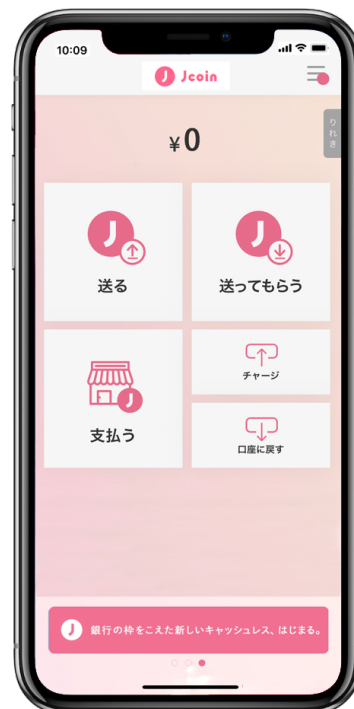 10:09
J Jcoin
¥0
りれき
J
J
送る
送ってもらう
J
支払う
チャージ
口座に戻す
J 銀行の枠をこえた新しいキャッシュレス、はじまる。